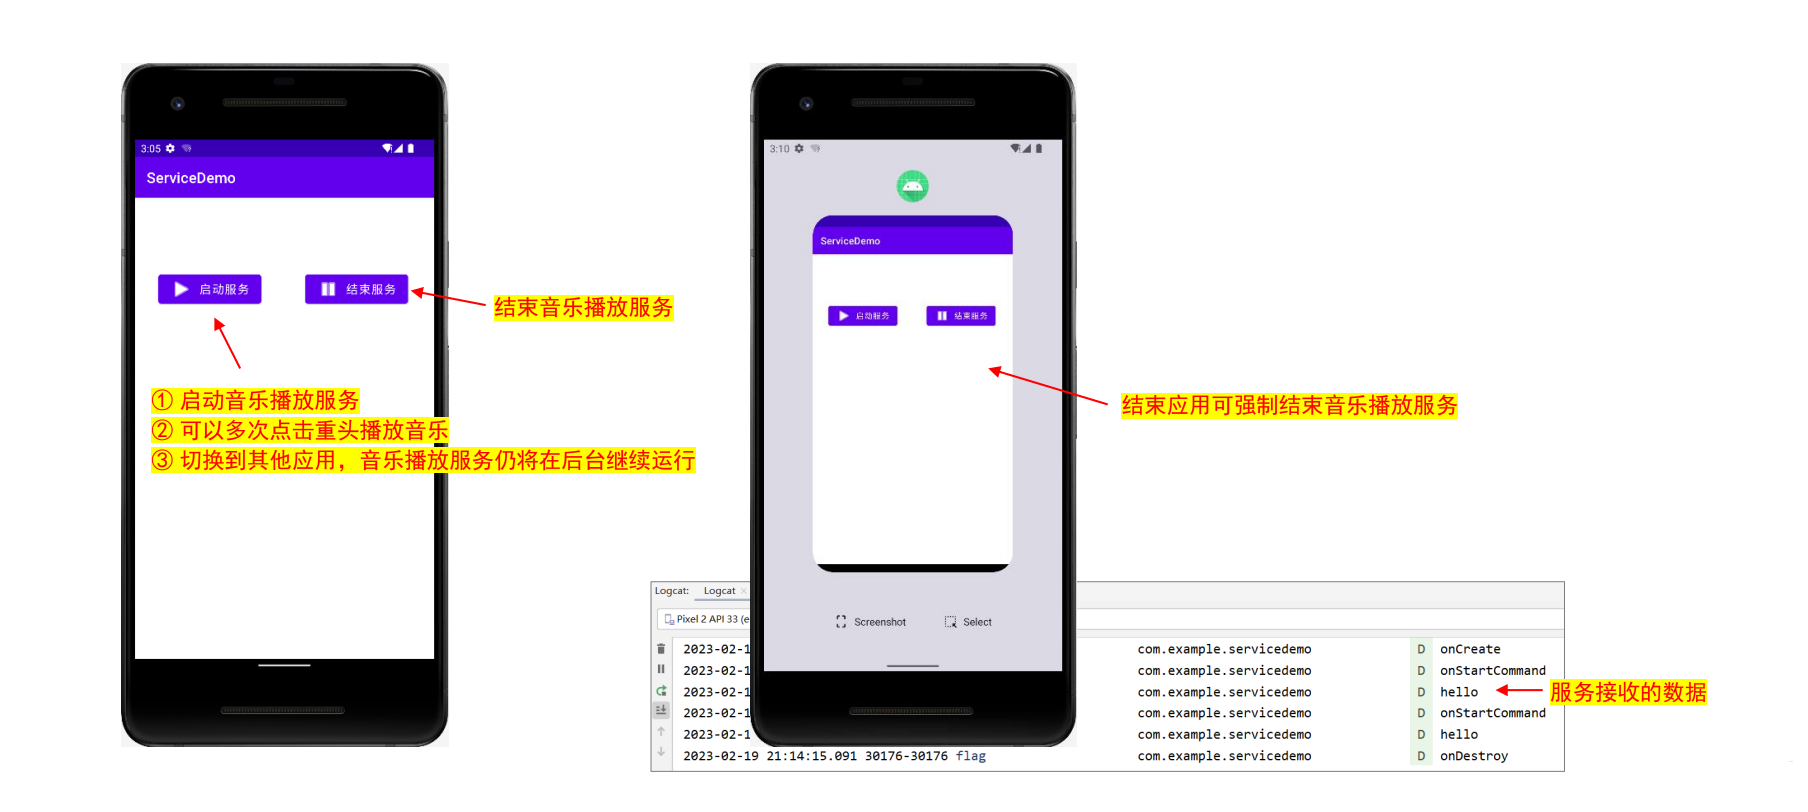 3:05
ServiceDemo
启动服务
结束服务
结束音乐播放服务
① 启动音乐播放服务
② 可以多次点击重头播放音乐
③ 切换到其他应用，音乐播放服务仍将在后台继续运行
3:10
ServiceDemo
启动服务
结束服务
结束应用可强制结束音乐播放服务
Screenshot
Select
Logcat: Logcat ×
Pixel 2 API 33 (e
2023-02-1 com.example.servicedemo D onCreate
2023-02-1 com.example.servicedemo D onStartCommand
2023-02-1 com.example.servicedemo D hello
服务接收的数据
2023-02-1 com.example.servicedemo D onStartCommand
2023-02-1 com.example.servicedemo D hello
2023-02-19 21:14:15.091 30176-30176 flag com.example.servicedemo D onDestroy